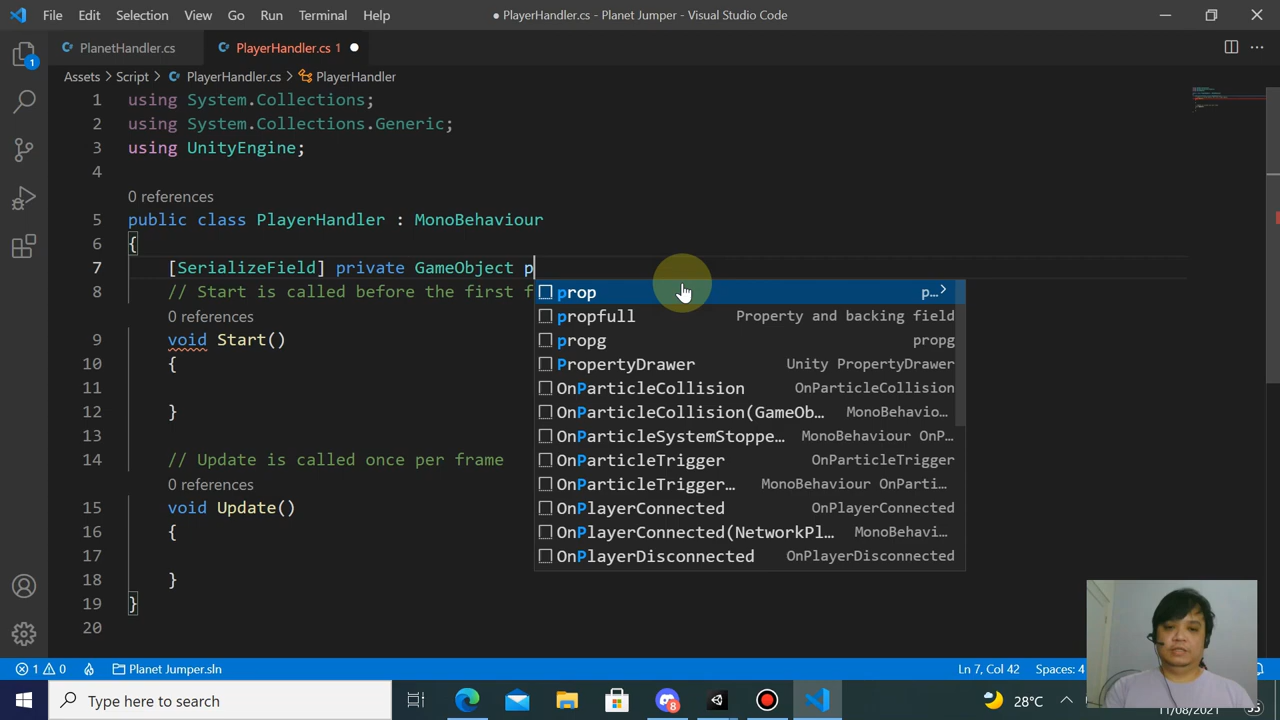 File Edit Selection View Go Run Terminal Help
● PlayerHandler.cs - Planet Jumper - Visual Studio Code
PlanetHandler.cs
PlayerHandler.cs 1
Assets > Script > PlayerHandler.cs > PlayerHandler
1 using System.Collections;
2 using System.Collections.Generic;
3 using UnityEngine;
4
0 references
5 public class PlayerHandler : MonoBehaviour
6 {
7 [SerializeField] private GameObject p
8 // Start is called before the first f
0 references
9 void Start()
10 {
11
12 }
13
14 // Update is called once per frame
0 references
15 void Update()
16 {
17
18 }
19 }
20
prop p…
propfull Property and backing field
propg propg
PropertyDrawer Unity PropertyDrawer
OnParticleCollision OnParticleCollision
OnParticleCollision(GameOb… MonoBehavio…
OnParticleSystemStoppe… MonoBehaviour OnP…
OnParticleTrigger OnParticleTrigger
OnParticleTrigger… MonoBehaviour OnParti…
OnPlayerConnected OnPlayerConnected
OnPlayerConnected(NetworkPl… MonoBehavi…
OnPlayerDisconnected OnPlayerDisconnected
1
1 0 Planet Jumper.sln Ln 7, Col 42 Spaces: 4
Type here to search
8
28°C
11/08/2021